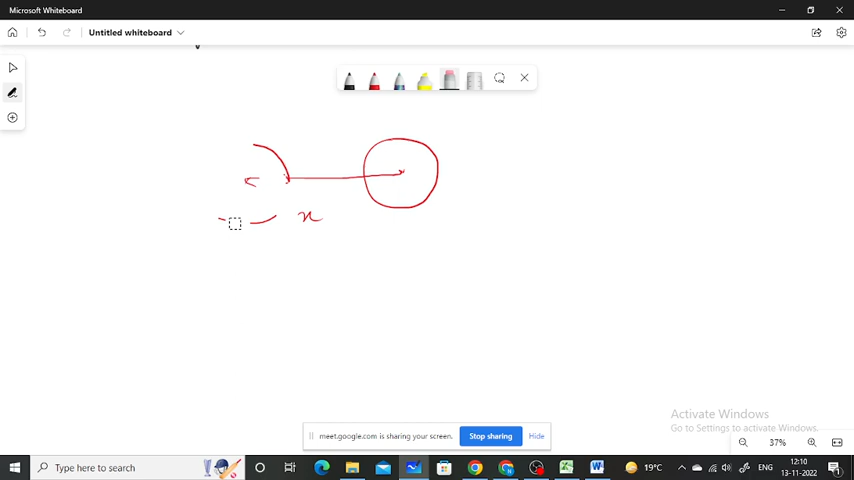 Microsoft Whiteboard
Untitled whiteboard
x
meet.google.com is sharing your screen.
Stop sharing
Hide
Activate Windows
Go to Settings to activate Windows.
37%
Type here to search
19°C
ENG
12:10
13-11-2022